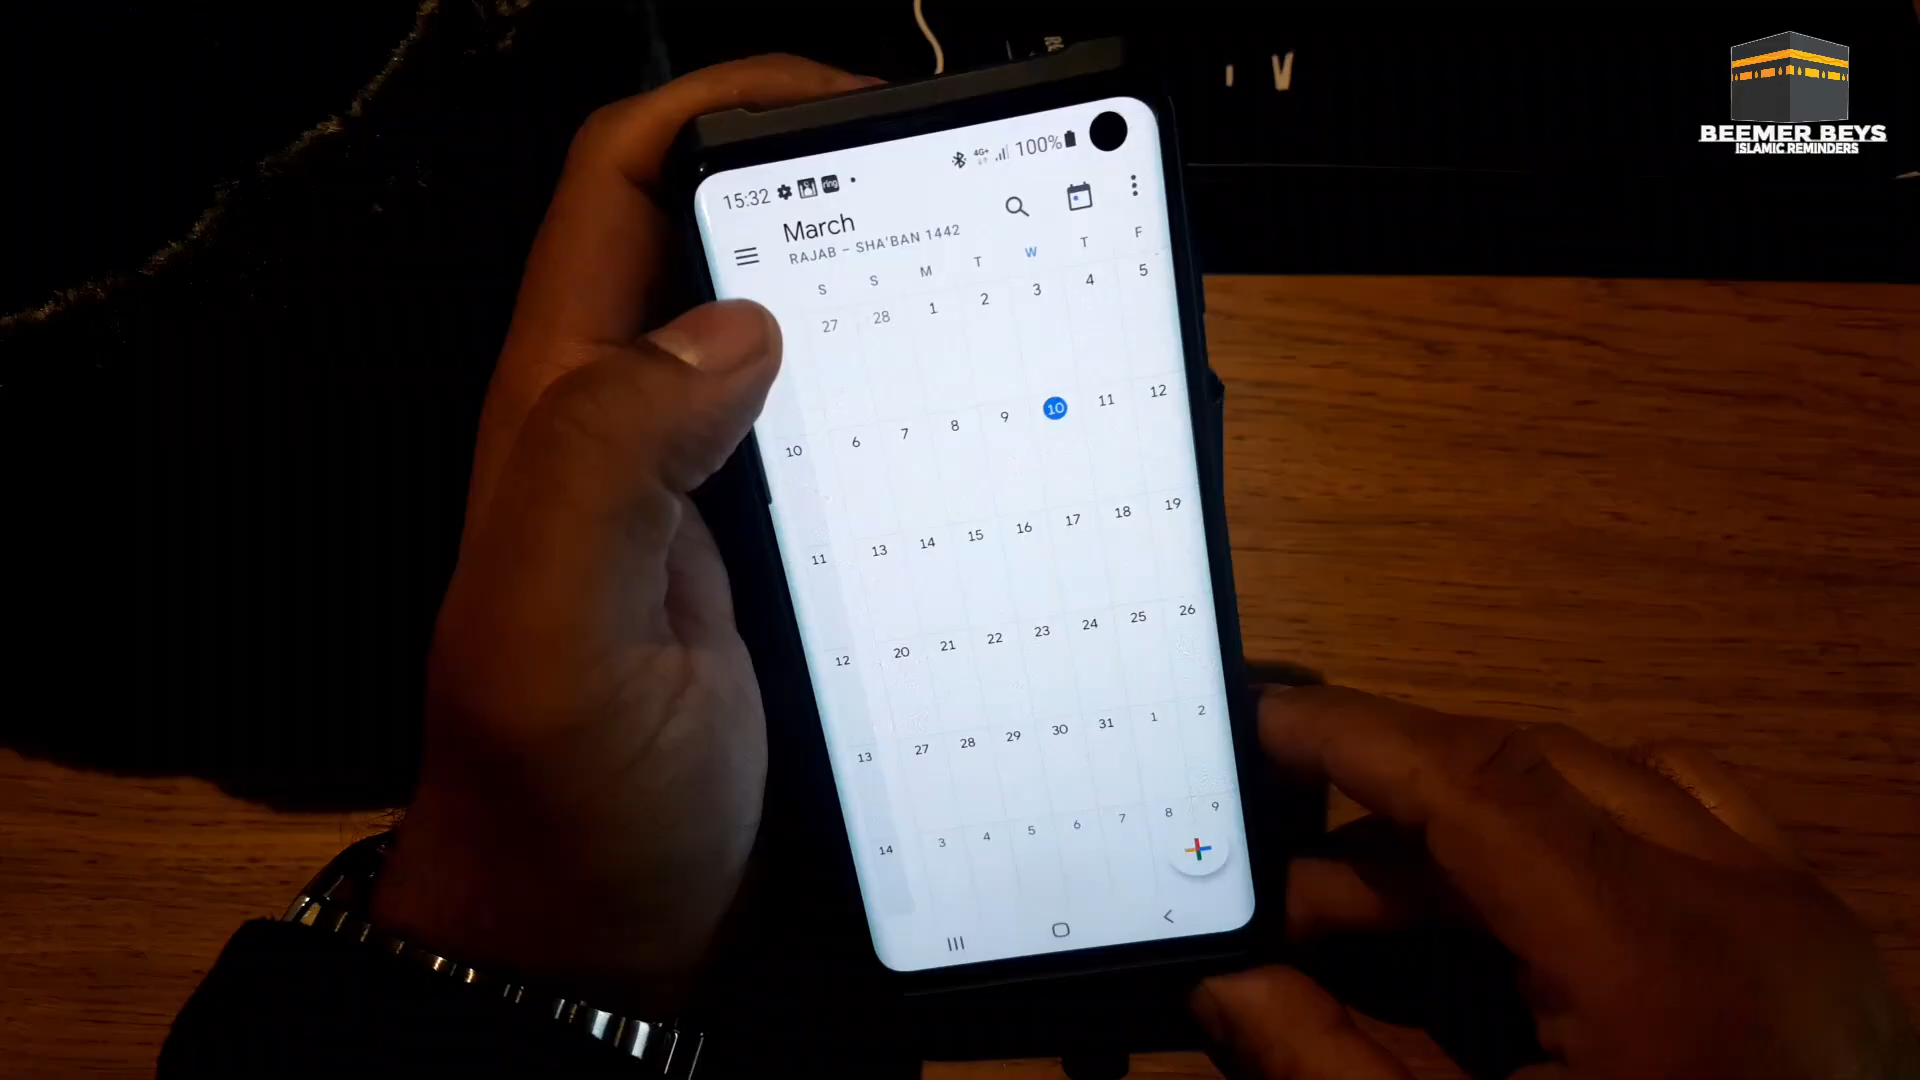 BEEMER BEYS
ISLAMIC REMINDERS
V
15:32 ring 4G+ 100%
March
RAJAB – SHA'BAN 1442
S S M T W T F
27 28 1 2 3 4 5
10 6 7 8 9 10 11 12
11 13 14 15 16 17 18 19
12 20 21 22 23 24 25 26
13 27 28 29 30 31 1 2
14 3 4 5 6 7 8 9